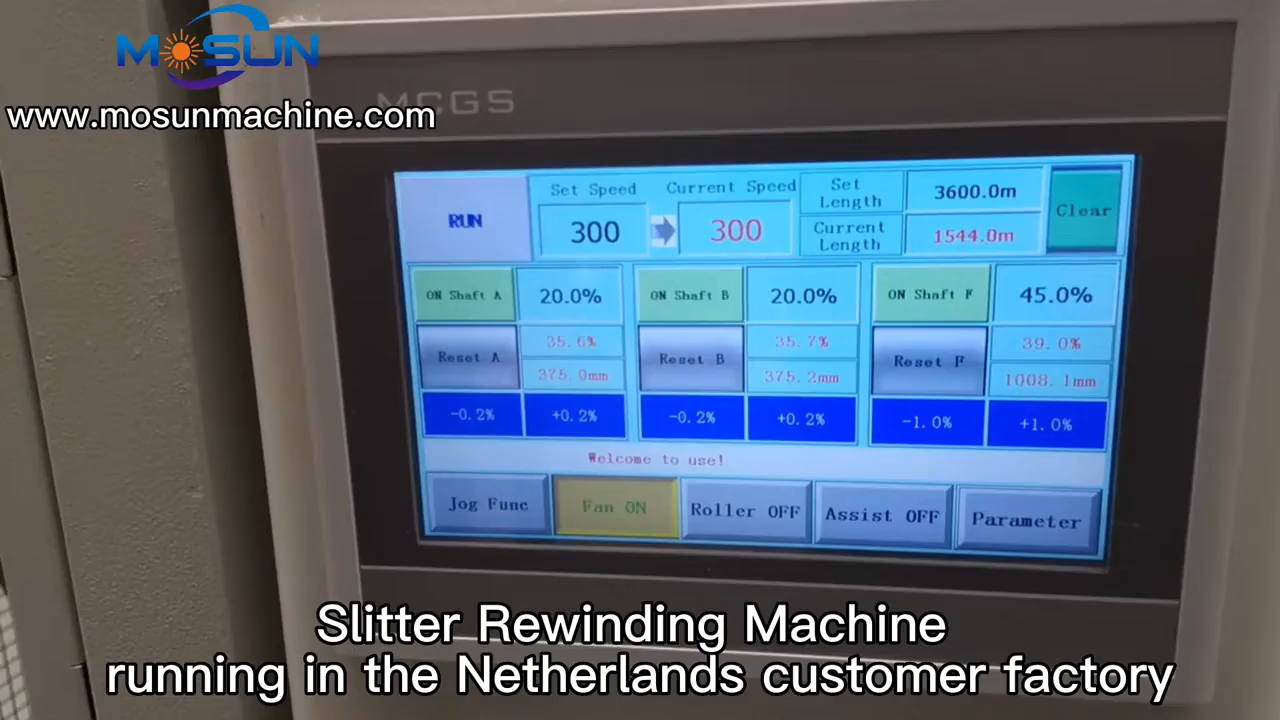 MOSUN
www.mosunmachine.com
MCGS
RUN
Set Speed
Current Speed
Set Length
3600.0m
Clear
300
300
Current Length
1544.0m
ON Shaft A
20.0%
ON Shaft B
20.0%
ON Shaft F
45.0%
Reset A
35.6%
375.0mm
Reset B
35.7%
375.2mm
Reset F
39.0%
1008.1mm
-0.2%
+0.2%
-0.2%
+0.2%
-1.0%
+1.0%
Welcome to use!
Jog Func
Fan ON
Roller OFF
Assist OFF
Parameter
Slitter Rewinding Machine
running in the Netherlands customer factory